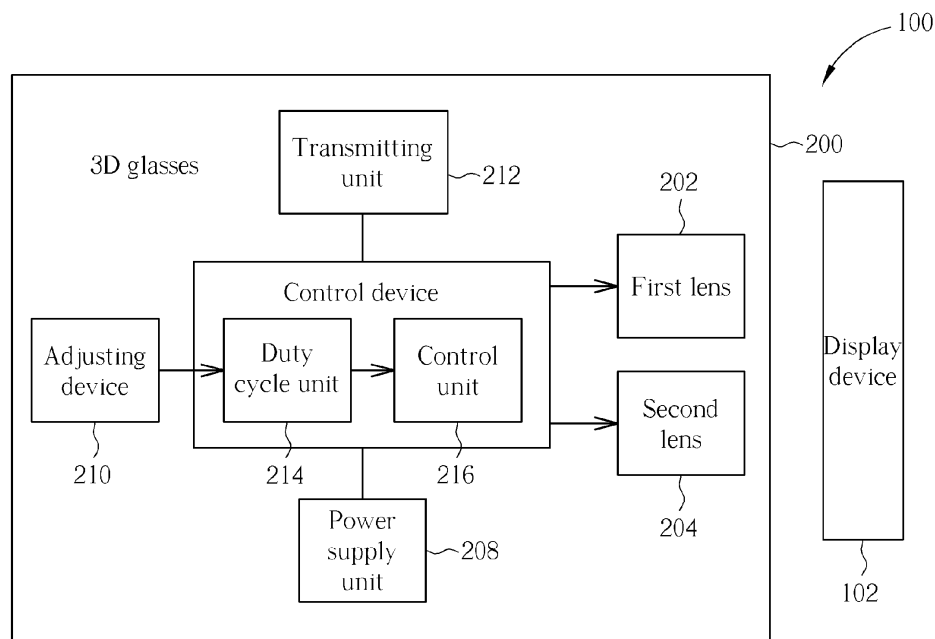 100
200
3D glasses
Transmitting
unit
212
202
First lens
Control device
Adjusting
device
210
Duty
cycle unit
214
Control
unit
216
Second
lens
204
Display
device
102
Power
supply
unit
208